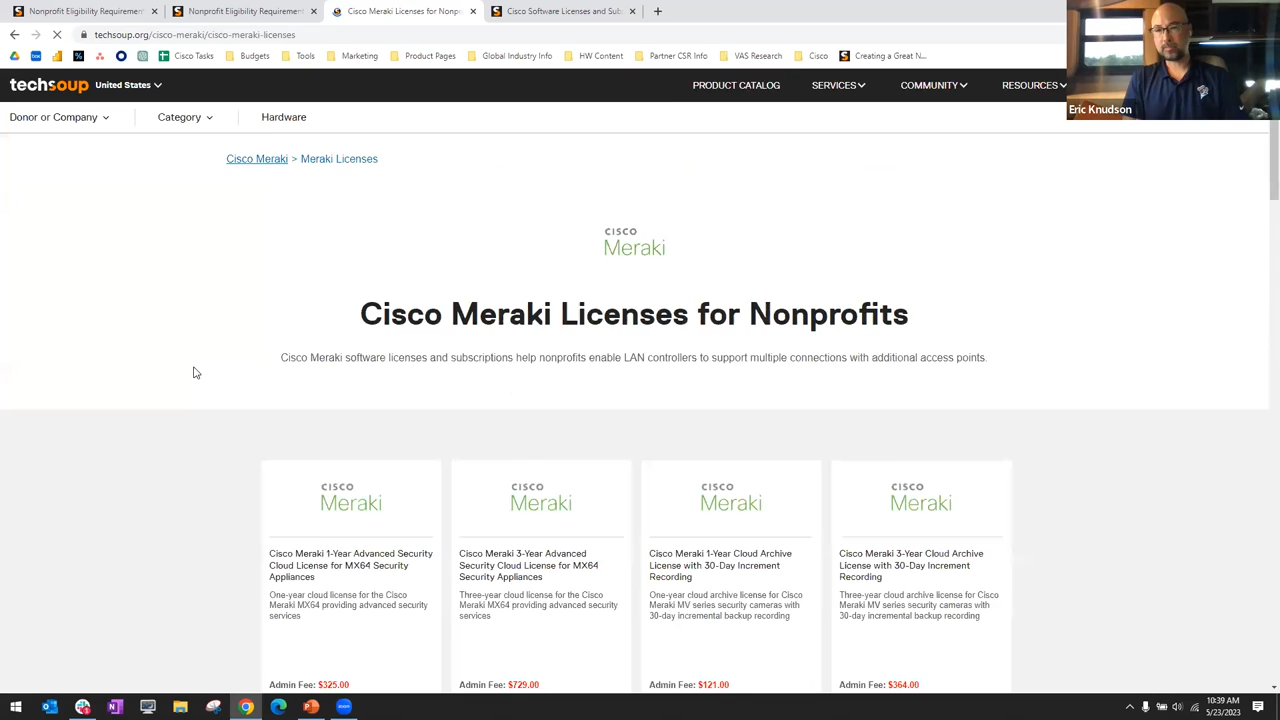 Nonprofit Eligibility Requiremen
Nonprofit Eligibility Requiremen
Cisco Meraki Licenses for Nonpr
Cisco Software Licenses and Sub
techsoup.org/cisco-meraki/cisco-meraki-licenses
Cisco Tasks
Budgets
Tools
Marketing
Product Pages
Global Industry Info
HW Content
Partner CSR Info
VAS Research
Cisco
Creating a Great N...
techsoup United States
PRODUCT CATALOG
SERVICES
COMMUNITY
RESOURCES
Eric Knudson
Donor or Company
Category
Hardware
Cisco Meraki > Meraki Licenses
CISCO
Meraki
Cisco Meraki Licenses for Nonprofits
Cisco Meraki software licenses and subscriptions help nonprofits enable LAN controllers to support multiple connections with additional access points.
CISCO
Meraki
Cisco Meraki 1-Year Advanced Security
Cloud License for MX64 Security
Appliances
One-year cloud license for the Cisco
Meraki MX64 providing advanced security
services
Admin Fee: $325.00
CISCO
Meraki
Cisco Meraki 3-Year Advanced
Security Cloud License for MX64
Security Appliances
Three-year cloud license for the Cisco
Meraki MX64 providing advanced security
services
Admin Fee: $729.00
CISCO
Meraki
Cisco Meraki 1-Year Cloud Archive
License with 30-Day Increment
Recording
One-year cloud archive license for Cisco
Meraki MV series security cameras with
30-day incremental backup recording
Admin Fee: $121.00
CISCO
Meraki
Cisco Meraki 3-Year Cloud Archive
License with 30-Day Increment
Recording
Three-year cloud archive license for Cisco
Meraki MV series security cameras with
30-day incremental backup recording
Admin Fee: $364.00
10:39 AM
5/23/2023